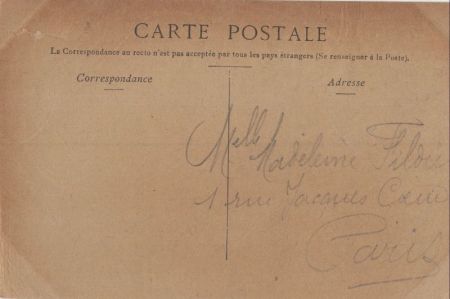 CARTE POSTALE
La Correspondance au recto n'est pas acceptée par tous les pays étrangers (Se renseigner à la Poste).
Correspondance
Adresse
Melle Madeleine
1 rue Jacques Cœur
Paris